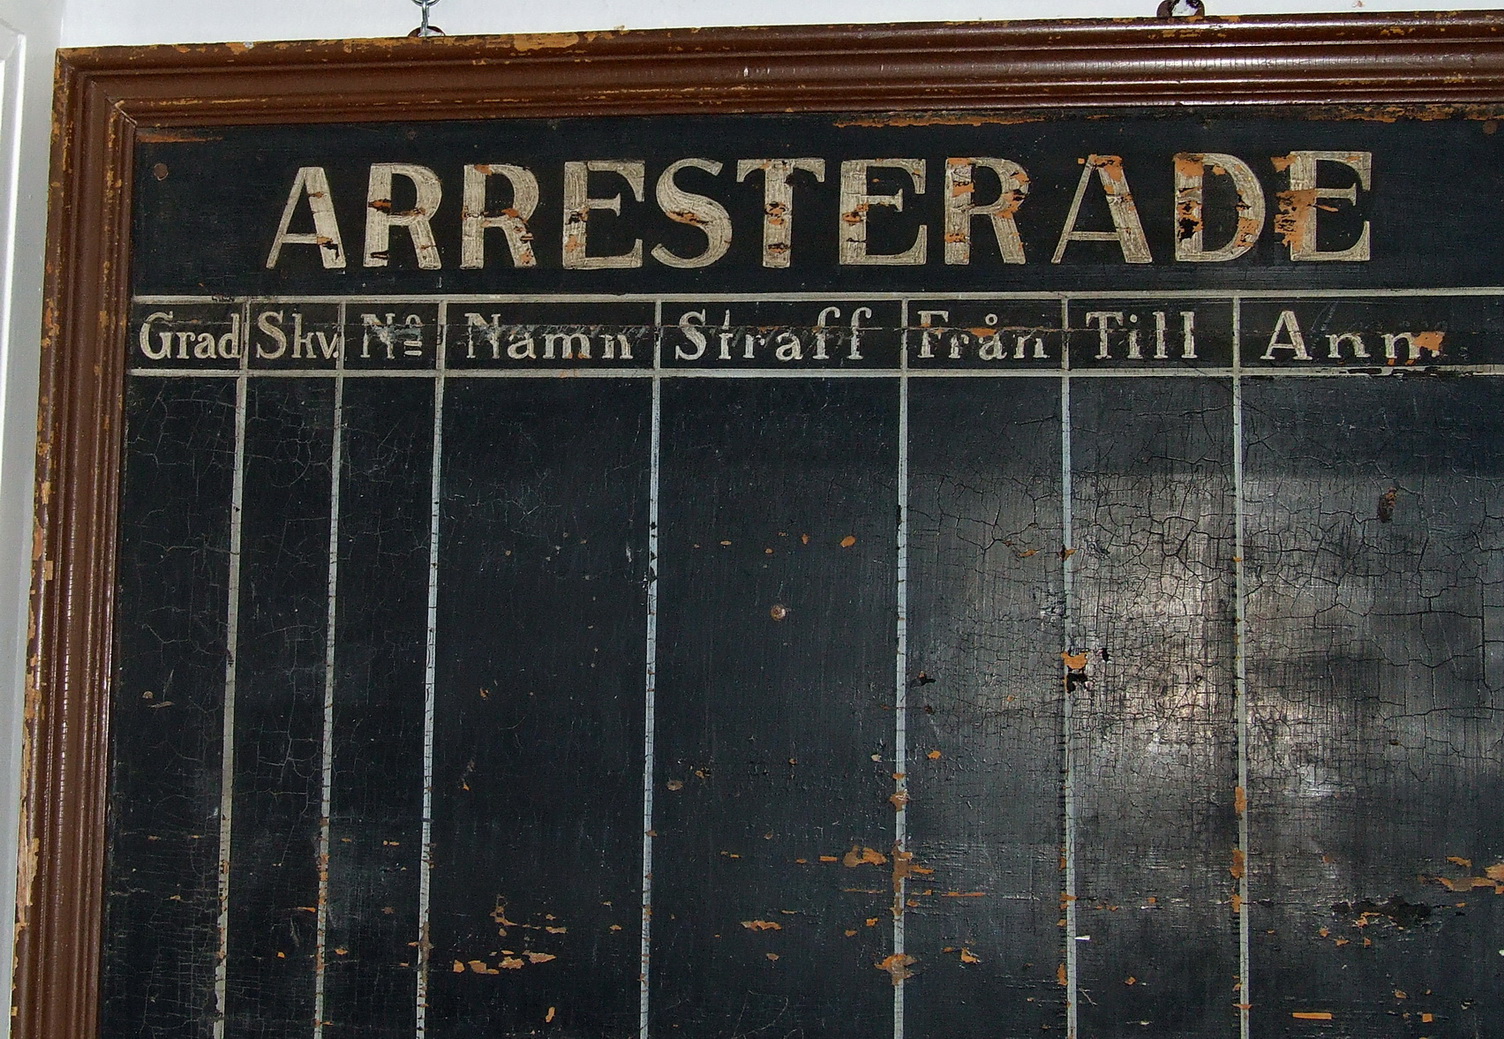 ARRESTERADE
Grad Skv. Nº Namn Straff Från Till Anm.